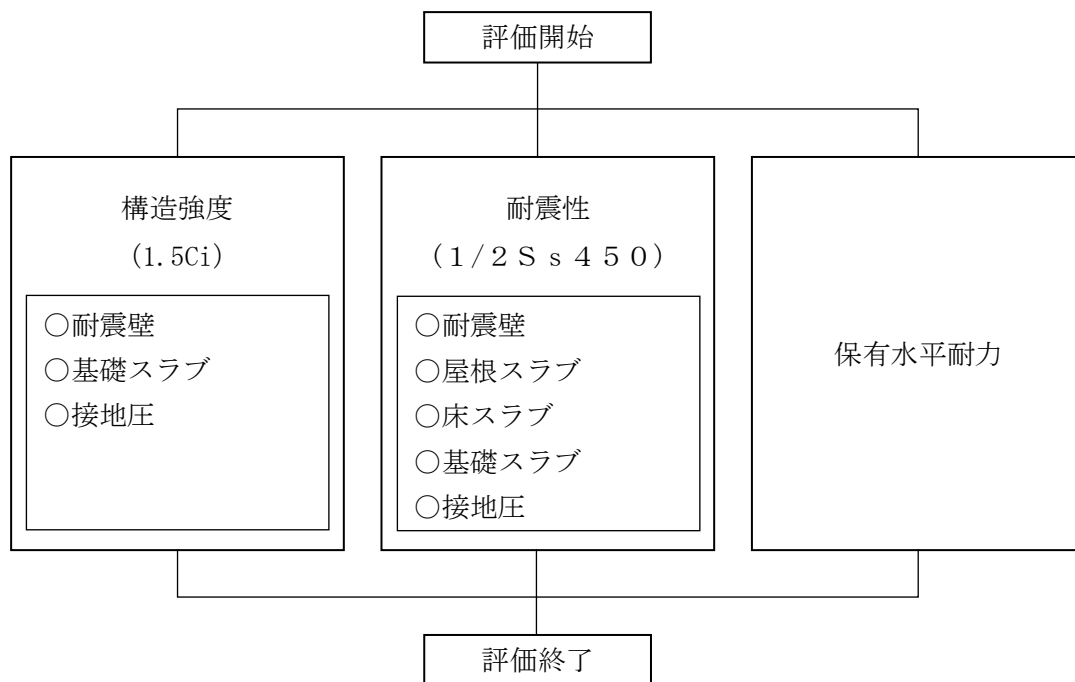 評価開始
構造強度
(1.5Ci)
○耐震壁
○基礎スラブ
○接地圧
耐震性
(1/2Ss450)
○耐震壁
○屋根スラブ
○床スラブ
○基礎スラブ
○接地圧
保有水平耐力
評価終了